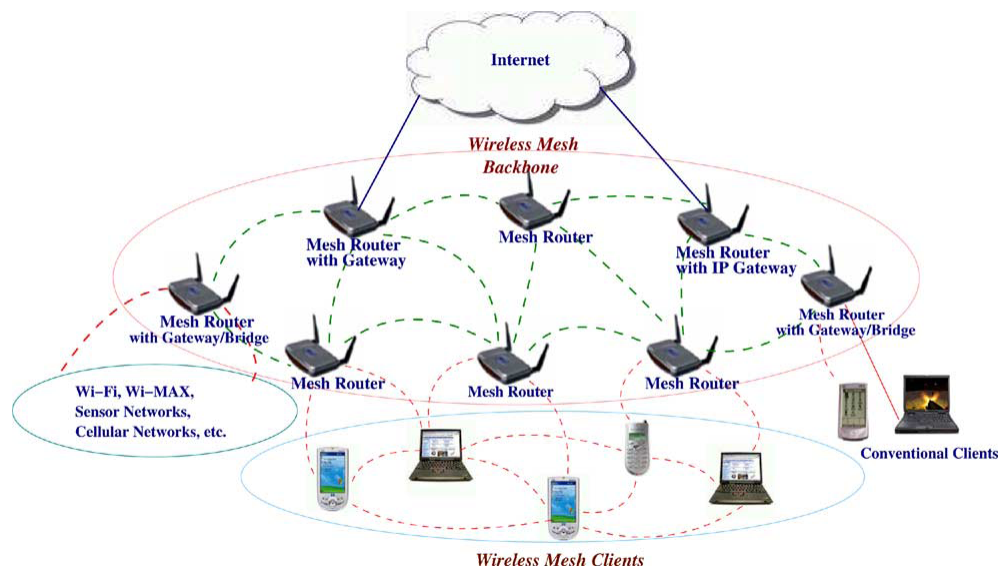 Internet
Wireless Mesh
Backbone
Mesh Router
with Gateway
Mesh Router
Mesh Router
with IP Gateway
Mesh Router
with Gateway/Bridge
Mesh Router
with Gateway/Bridge
Mesh Router
Mesh Router
Mesh Router
Wi–Fi, Wi–MAX,
Sensor Networks,
Cellular Networks, etc.
Conventional Clients
Wireless Mesh Clients